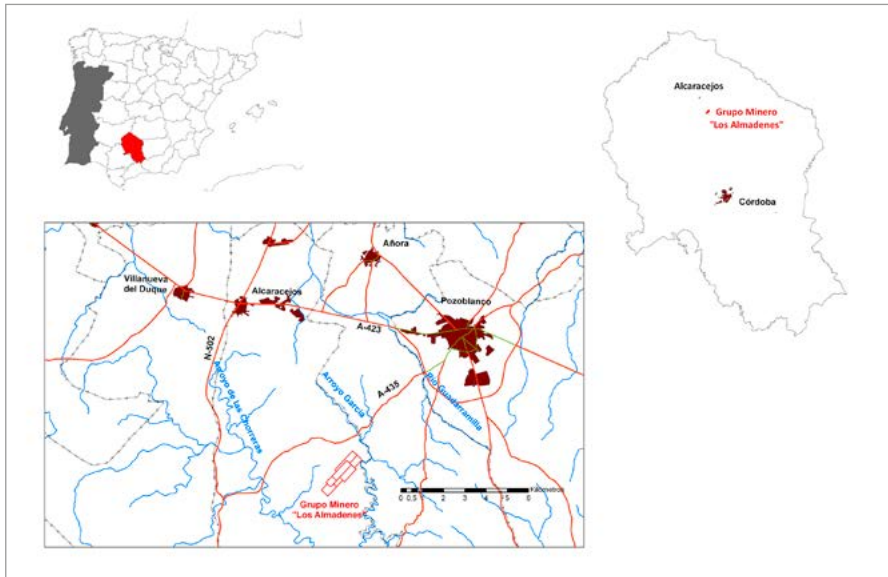 Alcaracejos
Grupo Minero
"Los Almadenes"
Córdoba
Añora
Villanueva
del Duque
Alcaracejos
Pozoblanco
A-423
N-502
Arroyo de las Chorreras
Arroyo García
A-435
Río Guadarramilla
0 0,5 1 2 3 4 5 6
Kilómetros
Grupo Minero
"Los Almadenes"